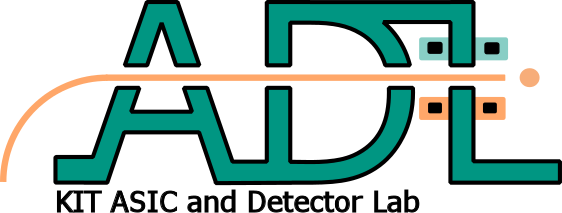 ADL
KIT ASIC and Detector Lab